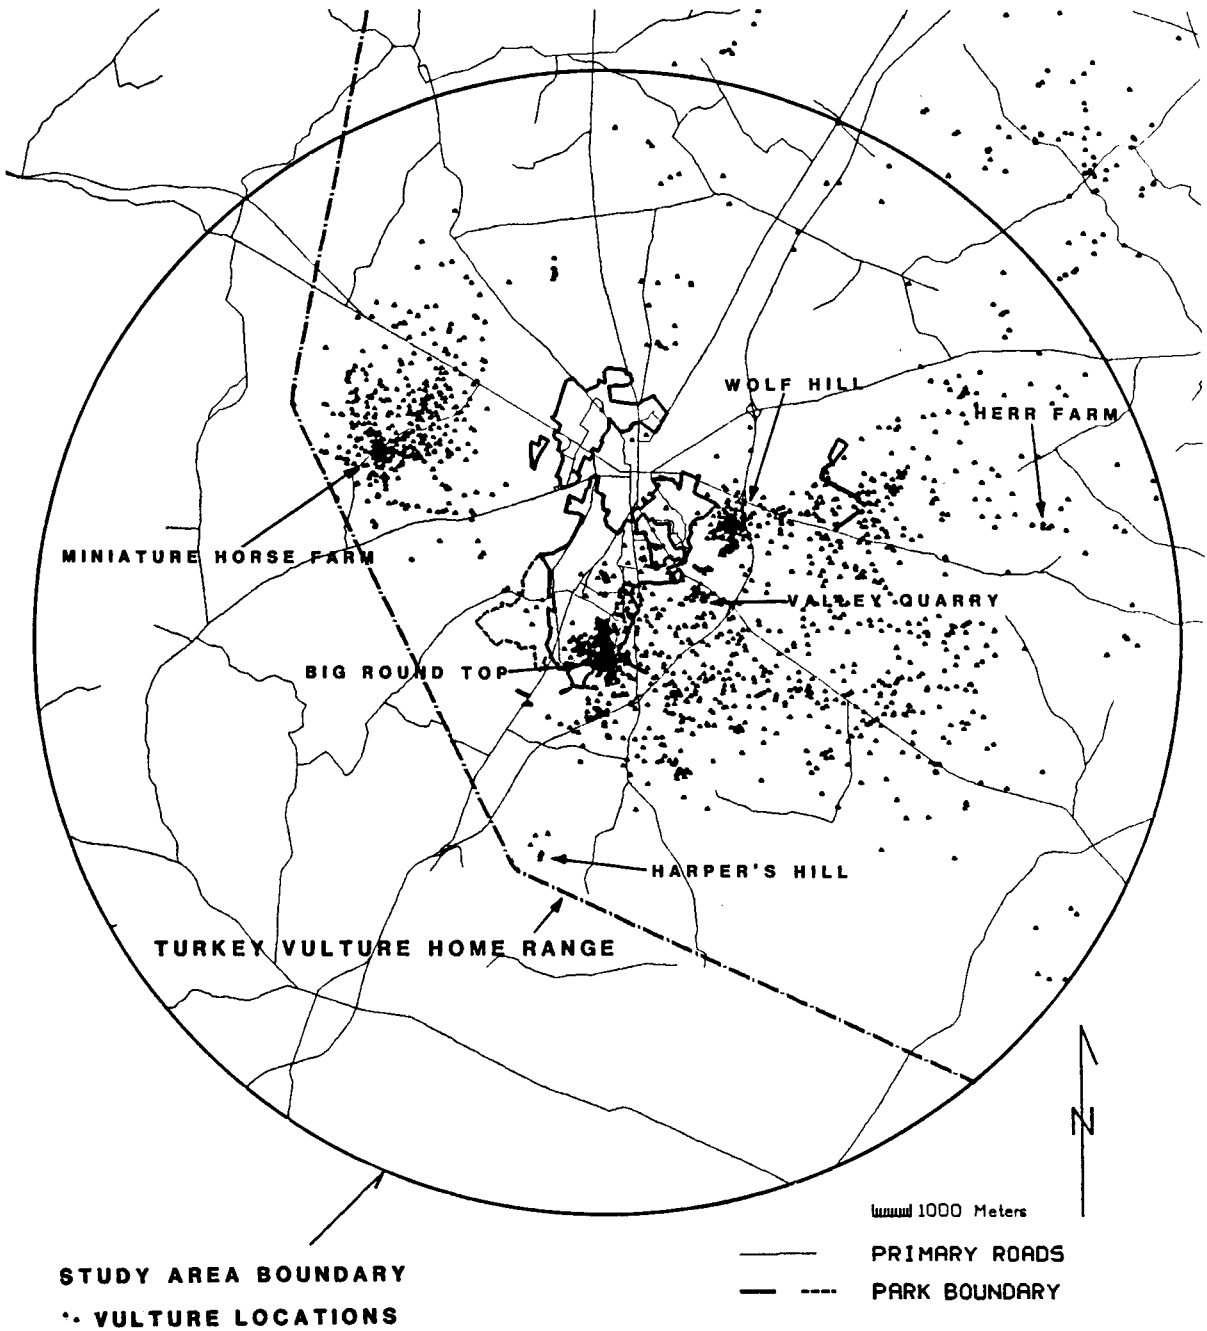 WOLF HILL
HERR FARM
MINIATURE HORSE FARM
VALLEY QUARRY
BIG ROUND TOP
HARPER'S HILL
TURKEY VULTURE HOME RANGE
N
1000 Meters
PRIMARY ROADS
STUDY AREA BOUNDARY
PARK BOUNDARY
VULTURE LOCATIONS